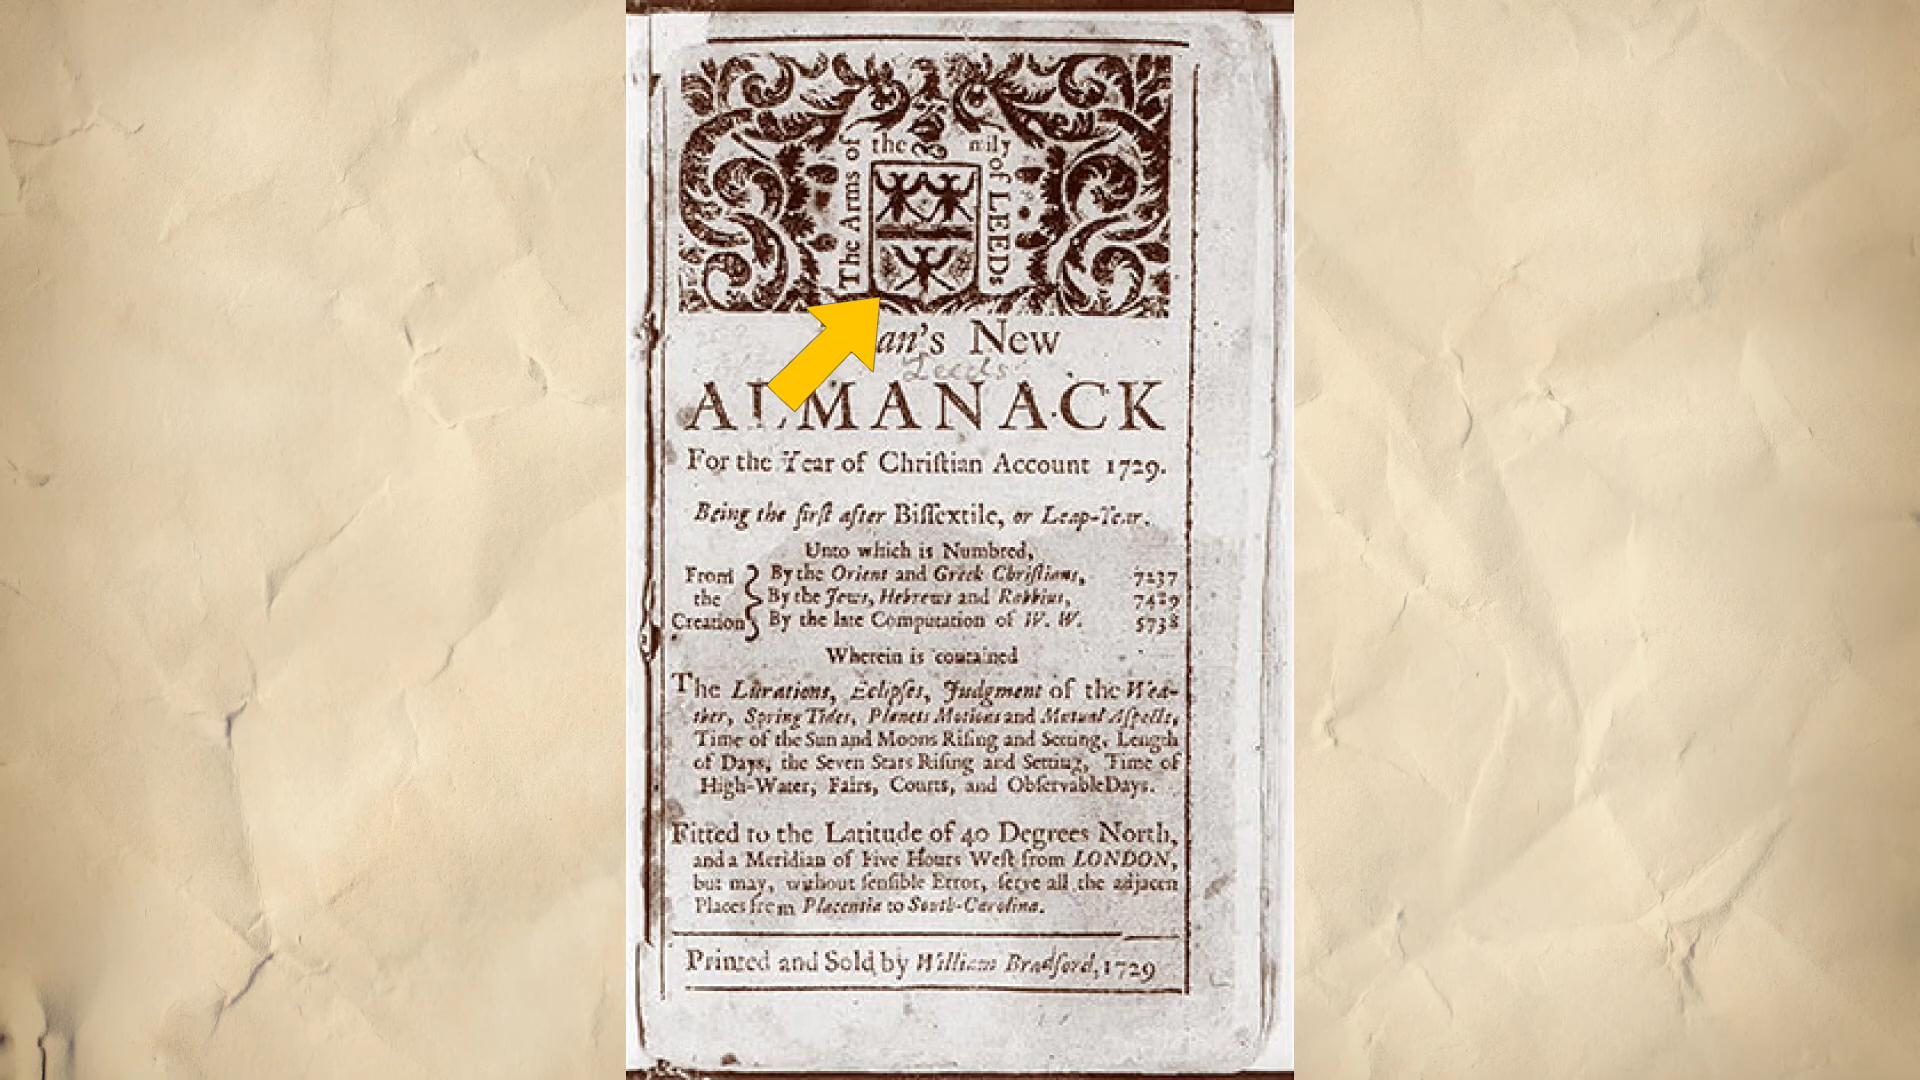 The Arms of the mily of LEEDs
an's New
Leeds
ALMANACK
For the Year of Chriſtian Account 1729.
Being the firſt after Biſſextile, or Leap-Year.
Unto which is Numbred,
From the Creation
By the Orient and Greek Chriſtians, 7237
By the Jews, Hebrews and Rabbins, 7429
By the late Computation of W. W. 5738
Wherein is contained
The Lunations, Eclipſes, Judgment of the Wea-
ther, Spring Tides, Planets Motions and Mutual Aſpects,
Time of the Sun and Moons Riſing and Setting, Length
of Days, the Seven Stars Riſing and Setting, Time of
High-Water, Fairs, Courts, and Obſervable Days.
Fitted to the Latitude of 40 Degrees North,
and a Meridian of Five Hours Weſt from LONDON,
but may, without ſenſible Error, ſerve all the adjacen
Places from Placentia to South-Carolina.
Printed and Sold by William Bradford, 1729